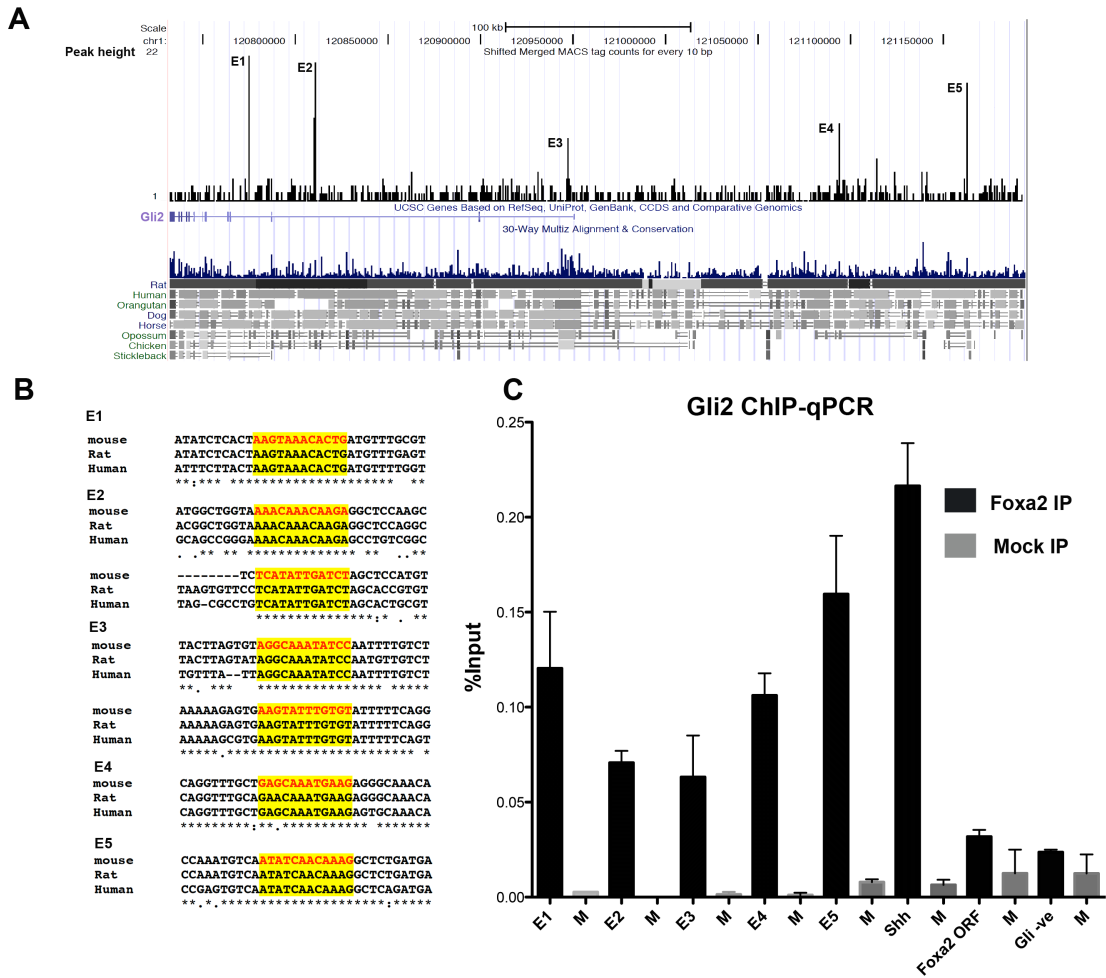 A
Scale
100 kb
chr1:
120800000
120850000
120900000
120950000
121000000
121050000
121100000
121150000
Peak height
22
Shifted Merged MACS tag counts for every 10 bp
E1
E2
E3
E4
E5
1
UCSC Genes Based on RefSeq, UniProt, GenBank, CCDS and Comparative Genomics
Gli2
30-Way Multiz Alignment & Conservation
Rat
Human
Orangutan
Dog
Horse
Opossum
Chicken
Stickleback
B
E1
mouse ATATCTCACTAAGTAAACACTGATGTTTGCGT
Rat ATATCTCACTAAGTAAACACTGATGTTTGAGT
Human ATTTCTTACTAAGTAAACACTGATGTTTTGGT
**:*** ********************* **
E2
mouse ATGGCTGGTAAAACAAACAAGAGGCTCCAAGC
Rat ACGGCTGGTAAAACAAACAAGAGGCTCCAGGC
Human GCAGCCGGGAAAACAAACAAGAGCCTGTCGGC
. .** ** ************** ** ..**
mouse ---------TCTCATATTGATCTAGCTCCATGT
Rat TAAGTGTTCCTCATATTGATCTAGCACCGTGT
Human TAG-CGCCTGTCATATTGATCTAGCACTGCGT
***************:* . **
E3
mouse TACTTAGTGTAGGCAAATATCCAATTTTGTCT
Rat TACTTAGTATAGGCAAATATCCAATGTTGTCT
Human TGTTTA--TTAGGCAAATATCCAATTTTGTCT
**. *** **************** ******
mouse AAAAAGAGTGAAGTATTTGTGTATTTTTCAGG
Rat AAAAAGAGTGAAGTATTTGTGTATTTTTCAGG
Human AAAAAGCGTGAAGTATTTGTGTATTTTTCAGT
*****.************************* *
E4
mouse CAGGTTTGCTGAGCAAATGAAGAGGGCAAACA
Rat CAGGTTTGCAGAACAAATGAAGAGGGCAAACA
Human CAGGTTTGCTGAGCAAATGAAGAGTGCAAACA
*********:**.*********** *******
E5
mouse CCAAATGTCAATATCAACAAAGGCTCTGATGA
Rat CCAAATGTCAATATCAACAAAGGCTCTGATGA
Human CCGAGTGTCAATATCAACAAAGGCTCAGATGA
**.*.*********************:*****
C
Gli2 ChIP-qPCR
%Input
0.25
0.20
0.15
0.10
0.05
0.00
Foxa2 IP
Mock IP
E1
M
E2
M
E3
M
E4
M
E5
M
Shh
M
Foxa2 ORF
M
Gli -ve
M